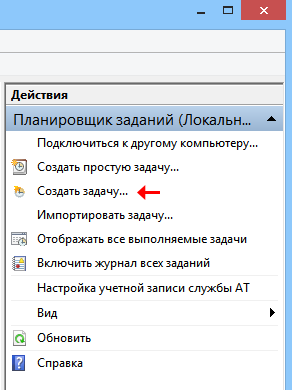 Действия
Планировщик заданий (Локальн...
Подключиться к другому компьютеру...
Создать простую задачу...
Создать задачу...
Импортировать задачу...
Отображать все выполняемые задачи
Включить журнал всех заданий
Настройка учетной записи службы AT
Вид
Обновить
Справка